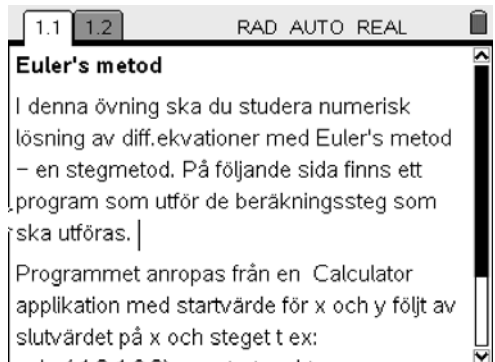 1.1 1.2 RAD AUTO REAL
Euler's metod
I denna övning ska du studera numerisk
lösning av diff.ekvationer med Euler's metod
– en stegmetod. På följande sida finns ett
program som utför de beräkningssteg som
ska utföras.
Programmet anropas från en Calculator
applikation med startvärde för x och y följt av
slutvärdet på x och steget t ex: